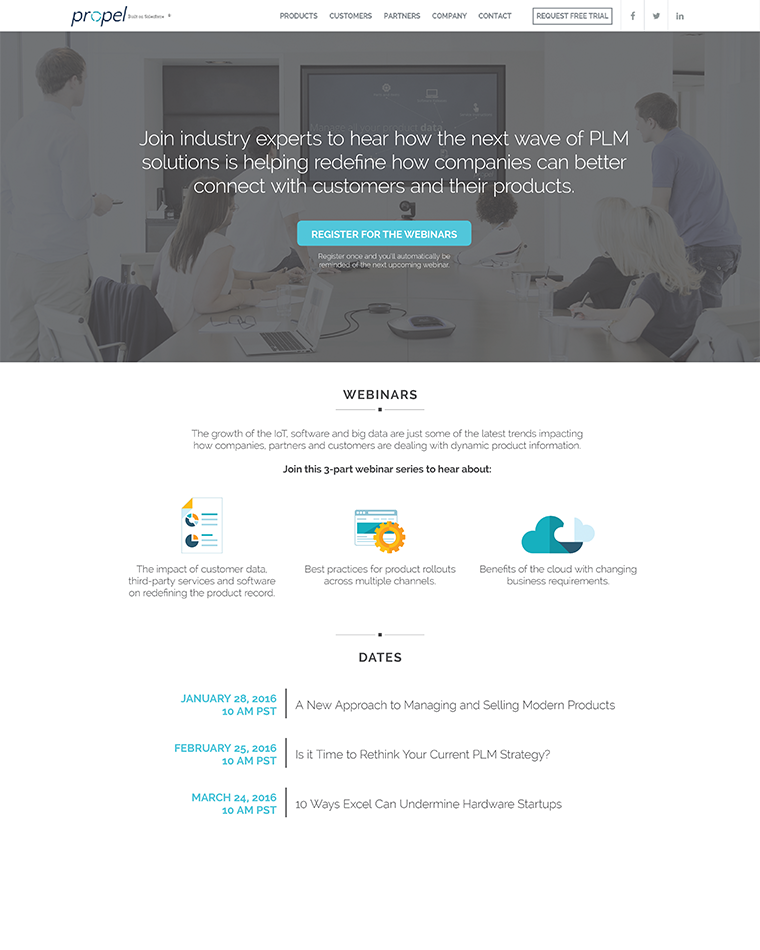 propel
PRODUCTS CUSTOMERS PARTNERS COMPANY CONTACT REQUEST FREE TRIAL
Join industry experts to hear how the next wave of PLM
solutions is helping redefine how companies can better
connect with customers and their products.
REGISTER FOR THE WEBINARS
Register once and you'll automatically be
reminded of the next upcoming webinar.
WEBINARS
The growth of the IoT, software and big data are just some of the latest trends impacting
how companies, partners and customers are dealing with dynamic product information.
Join this 3-part webinar series to hear about:
The impact of customer data,
third-party services and software
on redefining the product record.
Best practices for product rollouts
across multiple channels.
Benefits of the cloud with changing
business requirements.
DATES
JANUARY 28, 2016
10 AM PST
A New Approach to Managing and Selling Modern Products
FEBRUARY 25, 2016
10 AM PST
Is it Time to Rethink Your Current PLM Strategy?
MARCH 24, 2016
10 AM PST
10 Ways Excel Can Undermine Hardware Startups